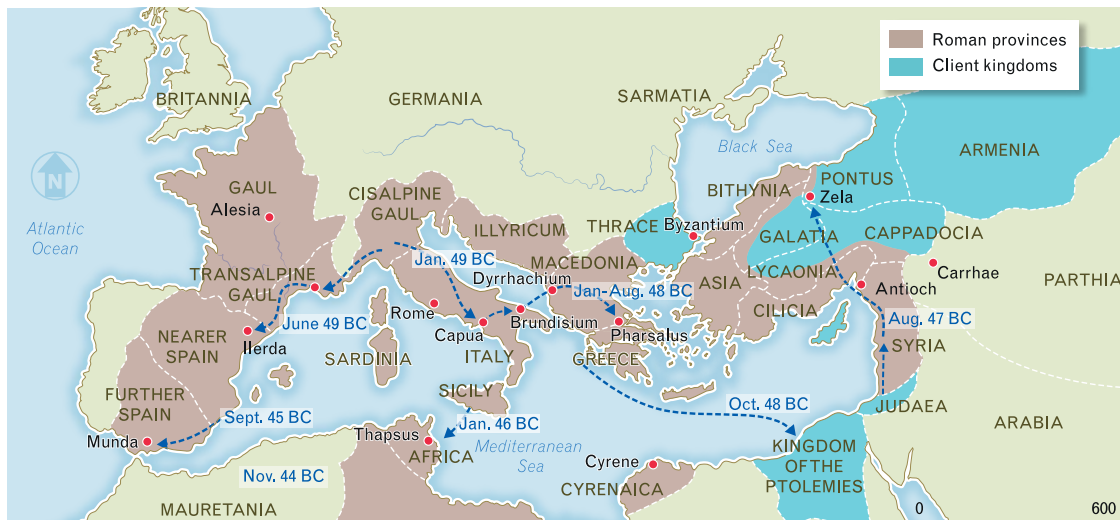 Roman provinces
Client kingdoms
BRITANNIA
GERMANIA
SARMATIA
Black Sea
ARMENIA
N
Atlantic
Ocean
GAUL
Alesia
CISALPINE
GAUL
ILLYRICUM
THRACE
Byzantium
BITHYNIA
PONTUS
Zela
GALATIA
CAPPADOCIA
TRANSALPINE
GAUL
Jan. 49 BC
Dyrrhachium
MACEDONIA
Jan-Aug. 48 BC
ASIA
LYCAONIA
Antioch
Carrhae
PARTHIA
NEARER
SPAIN
June 49 BC
Ilerda
Rome
Capua
Brundisium
Pharsalus
CILICIA
Aug. 47 BC
SARDINIA
ITALY
GREECE
SYRIA
FURTHER
SPAIN
Sept. 45 BC
SICILY
Jan. 46 BC
Oct. 48 BC
JUDAEA
ARABIA
Munda
Thapsus
AFRICA
Mediterranean
Sea
Cyrene
CYRENAICA
KINGDOM
OF THE
PTOLEMIES
Nov. 44 BC
MAURETANIA
0 600